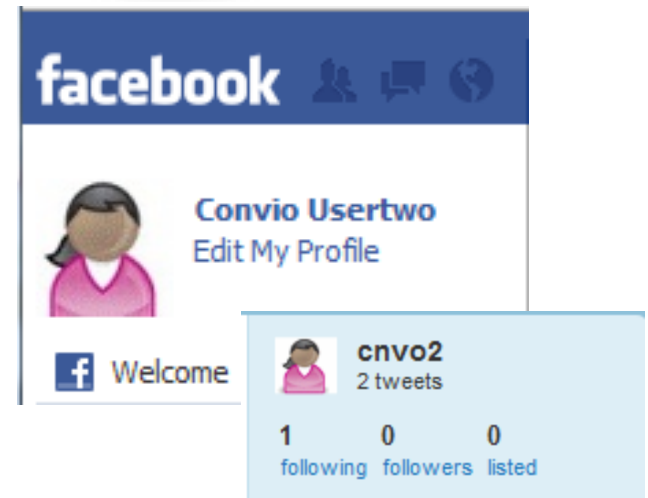 facebook
Convio Usertwo
Edit My Profile
f Welcome
cnvo2
2 tweets
1 0 0
following followers listed